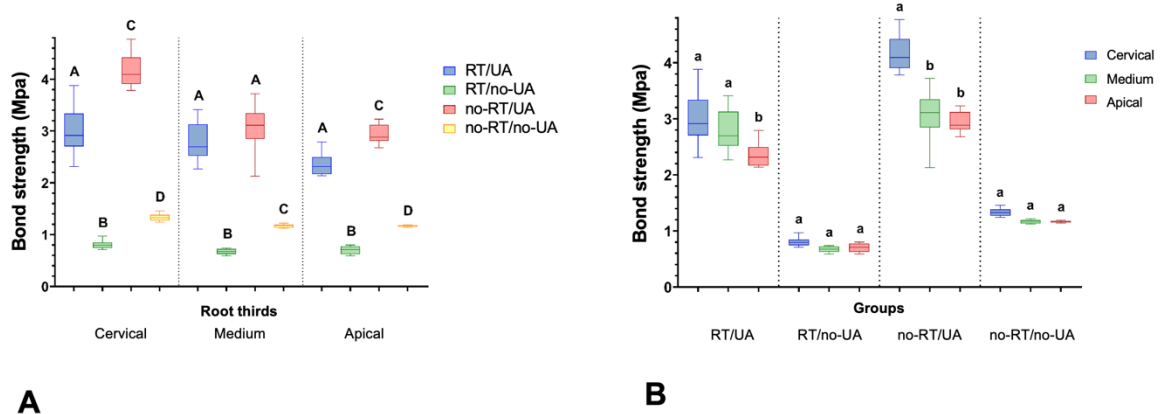 C
A
A
A
C
A
D
C
D
B
B
B
4
3
2
1
0
Bond strength (Mpa)
Root thirds
Cervical Medium Apical
RT/UA
RT/no-UA
no-RT/UA
no-RT/no-UA
A
a
a
a
b
b
b
a
a
a
a
a
a
5
4
3
2
1
0
Bond strength (Mpa)
Groups
RT/UA RT/no-UA no-RT/UA no-RT/no-UA
Cervical
Medium
Apical
B